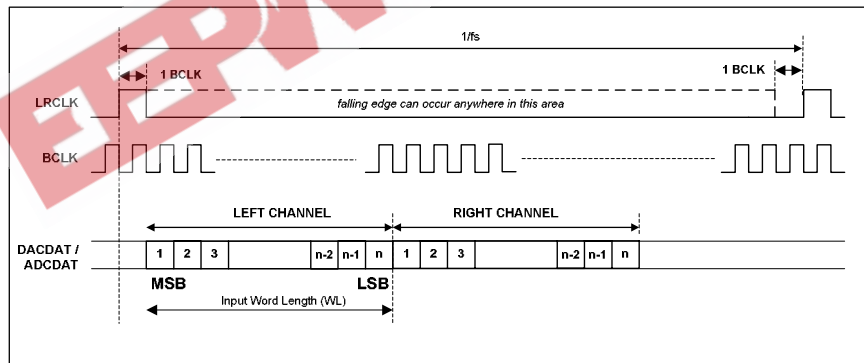 1/fs
1 BCLK
1 BCLK
LRCLK
falling edge can occur anywhere in this area
BCLK
LEFT CHANNEL
RIGHT CHANNEL
DACDAT /
ADCDAT
1 2 3 n-2 n-1 n 1 2 3 n-2 n-1 n
MSB
LSB
Input Word Length (WL)
EEPW